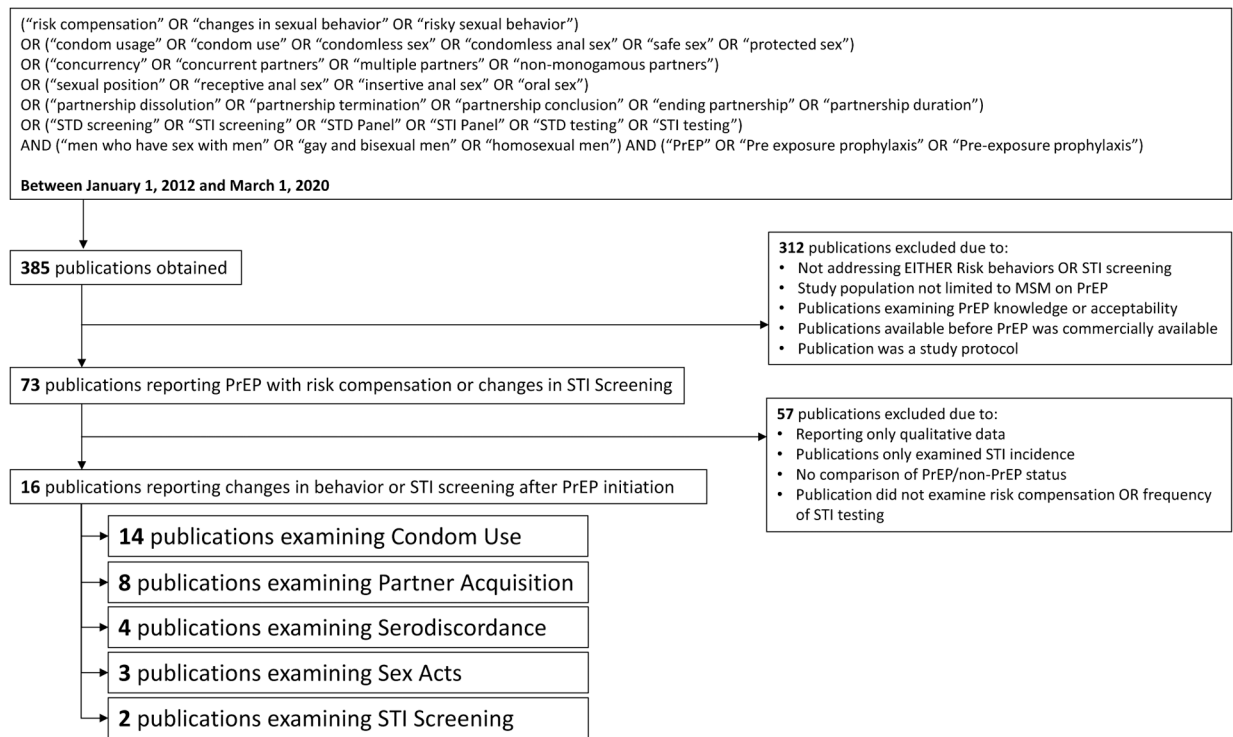 (“risk compensation” OR “changes in sexual behavior” OR “risky sexual behavior”)
OR (“condom usage” OR “condom use” OR “condomless sex” OR “condomless anal sex” OR “safe sex” OR “protected sex”)
OR (“concurrency” OR “concurrent partners” OR “multiple partners” OR “non-monogamous partners”)
OR (“sexual position” OR “receptive anal sex” OR “insertive anal sex” OR “oral sex”)
OR (“partnership dissolution” OR “partnership termination” OR “partnership conclusion” OR “ending partnership” OR “partnership duration”)
OR (“STD screening” OR “STI screening” OR “STD Panel” OR “STI Panel” OR “STD testing” OR “STI testing”)
AND (“men who have sex with men” OR “gay and bisexual men” OR “homosexual men”) AND (“PrEP” OR “Pre exposure prophylaxis” OR “Pre-exposure prophylaxis”)
Between January 1, 2012 and March 1, 2020
385 publications obtained
312 publications excluded due to:
• Not addressing EITHER Risk behaviors OR STI screening
• Study population not limited to MSM on PrEP
• Publications examining PrEP knowledge or acceptability
• Publications available before PrEP was commercially available
• Publication was a study protocol
73 publications reporting PrEP with risk compensation or changes in STI Screening
57 publications excluded due to:
• Reporting only qualitative data
• Publications only examined STI incidence
• No comparison of PrEP/non-PrEP status
• Publication did not examine risk compensation OR frequency
of STI testing
16 publications reporting changes in behavior or STI screening after PrEP initiation
14 publications examining Condom Use
8 publications examining Partner Acquisition
4 publications examining Serodiscordance
3 publications examining Sex Acts
2 publications examining STI Screening